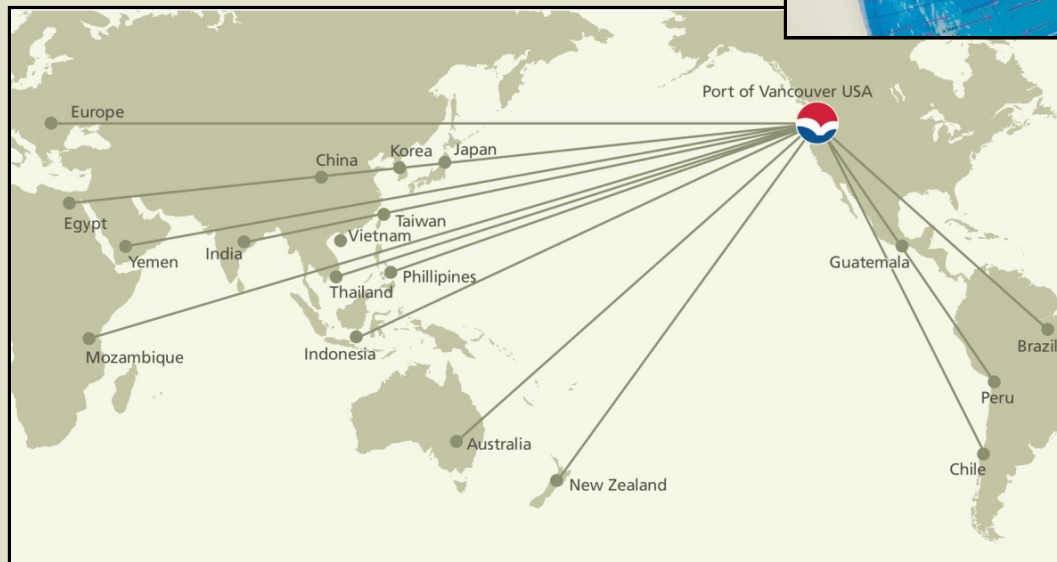 Port of Vancouver USA
Europe
China
Korea
Japan
Egypt
Taiwan
Vietnam
India
Yemen
Phillipines
Thailand
Guatemala
Mozambique
Indonesia
Brazil
Peru
Australia
Chile
New Zealand